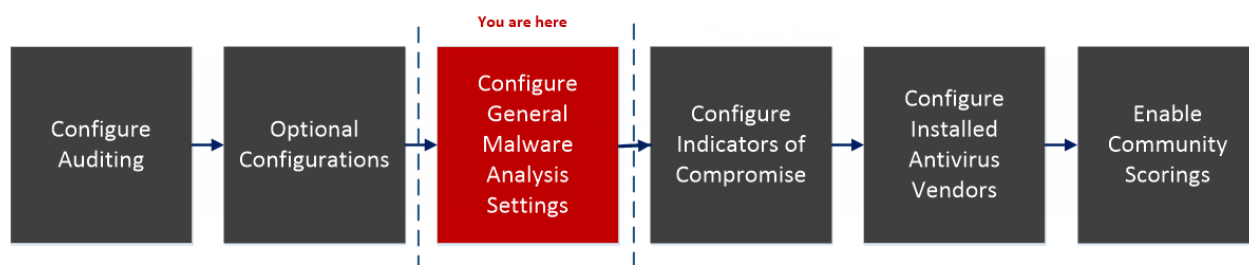 You are here
Configure
Auditing
Optional
Configurations
Configure
General
Malware
Analysis
Settings
Configure
Indicators of
Compromise
Configure
Installed
Antivirus
Vendors
Enable
Community
Scorings